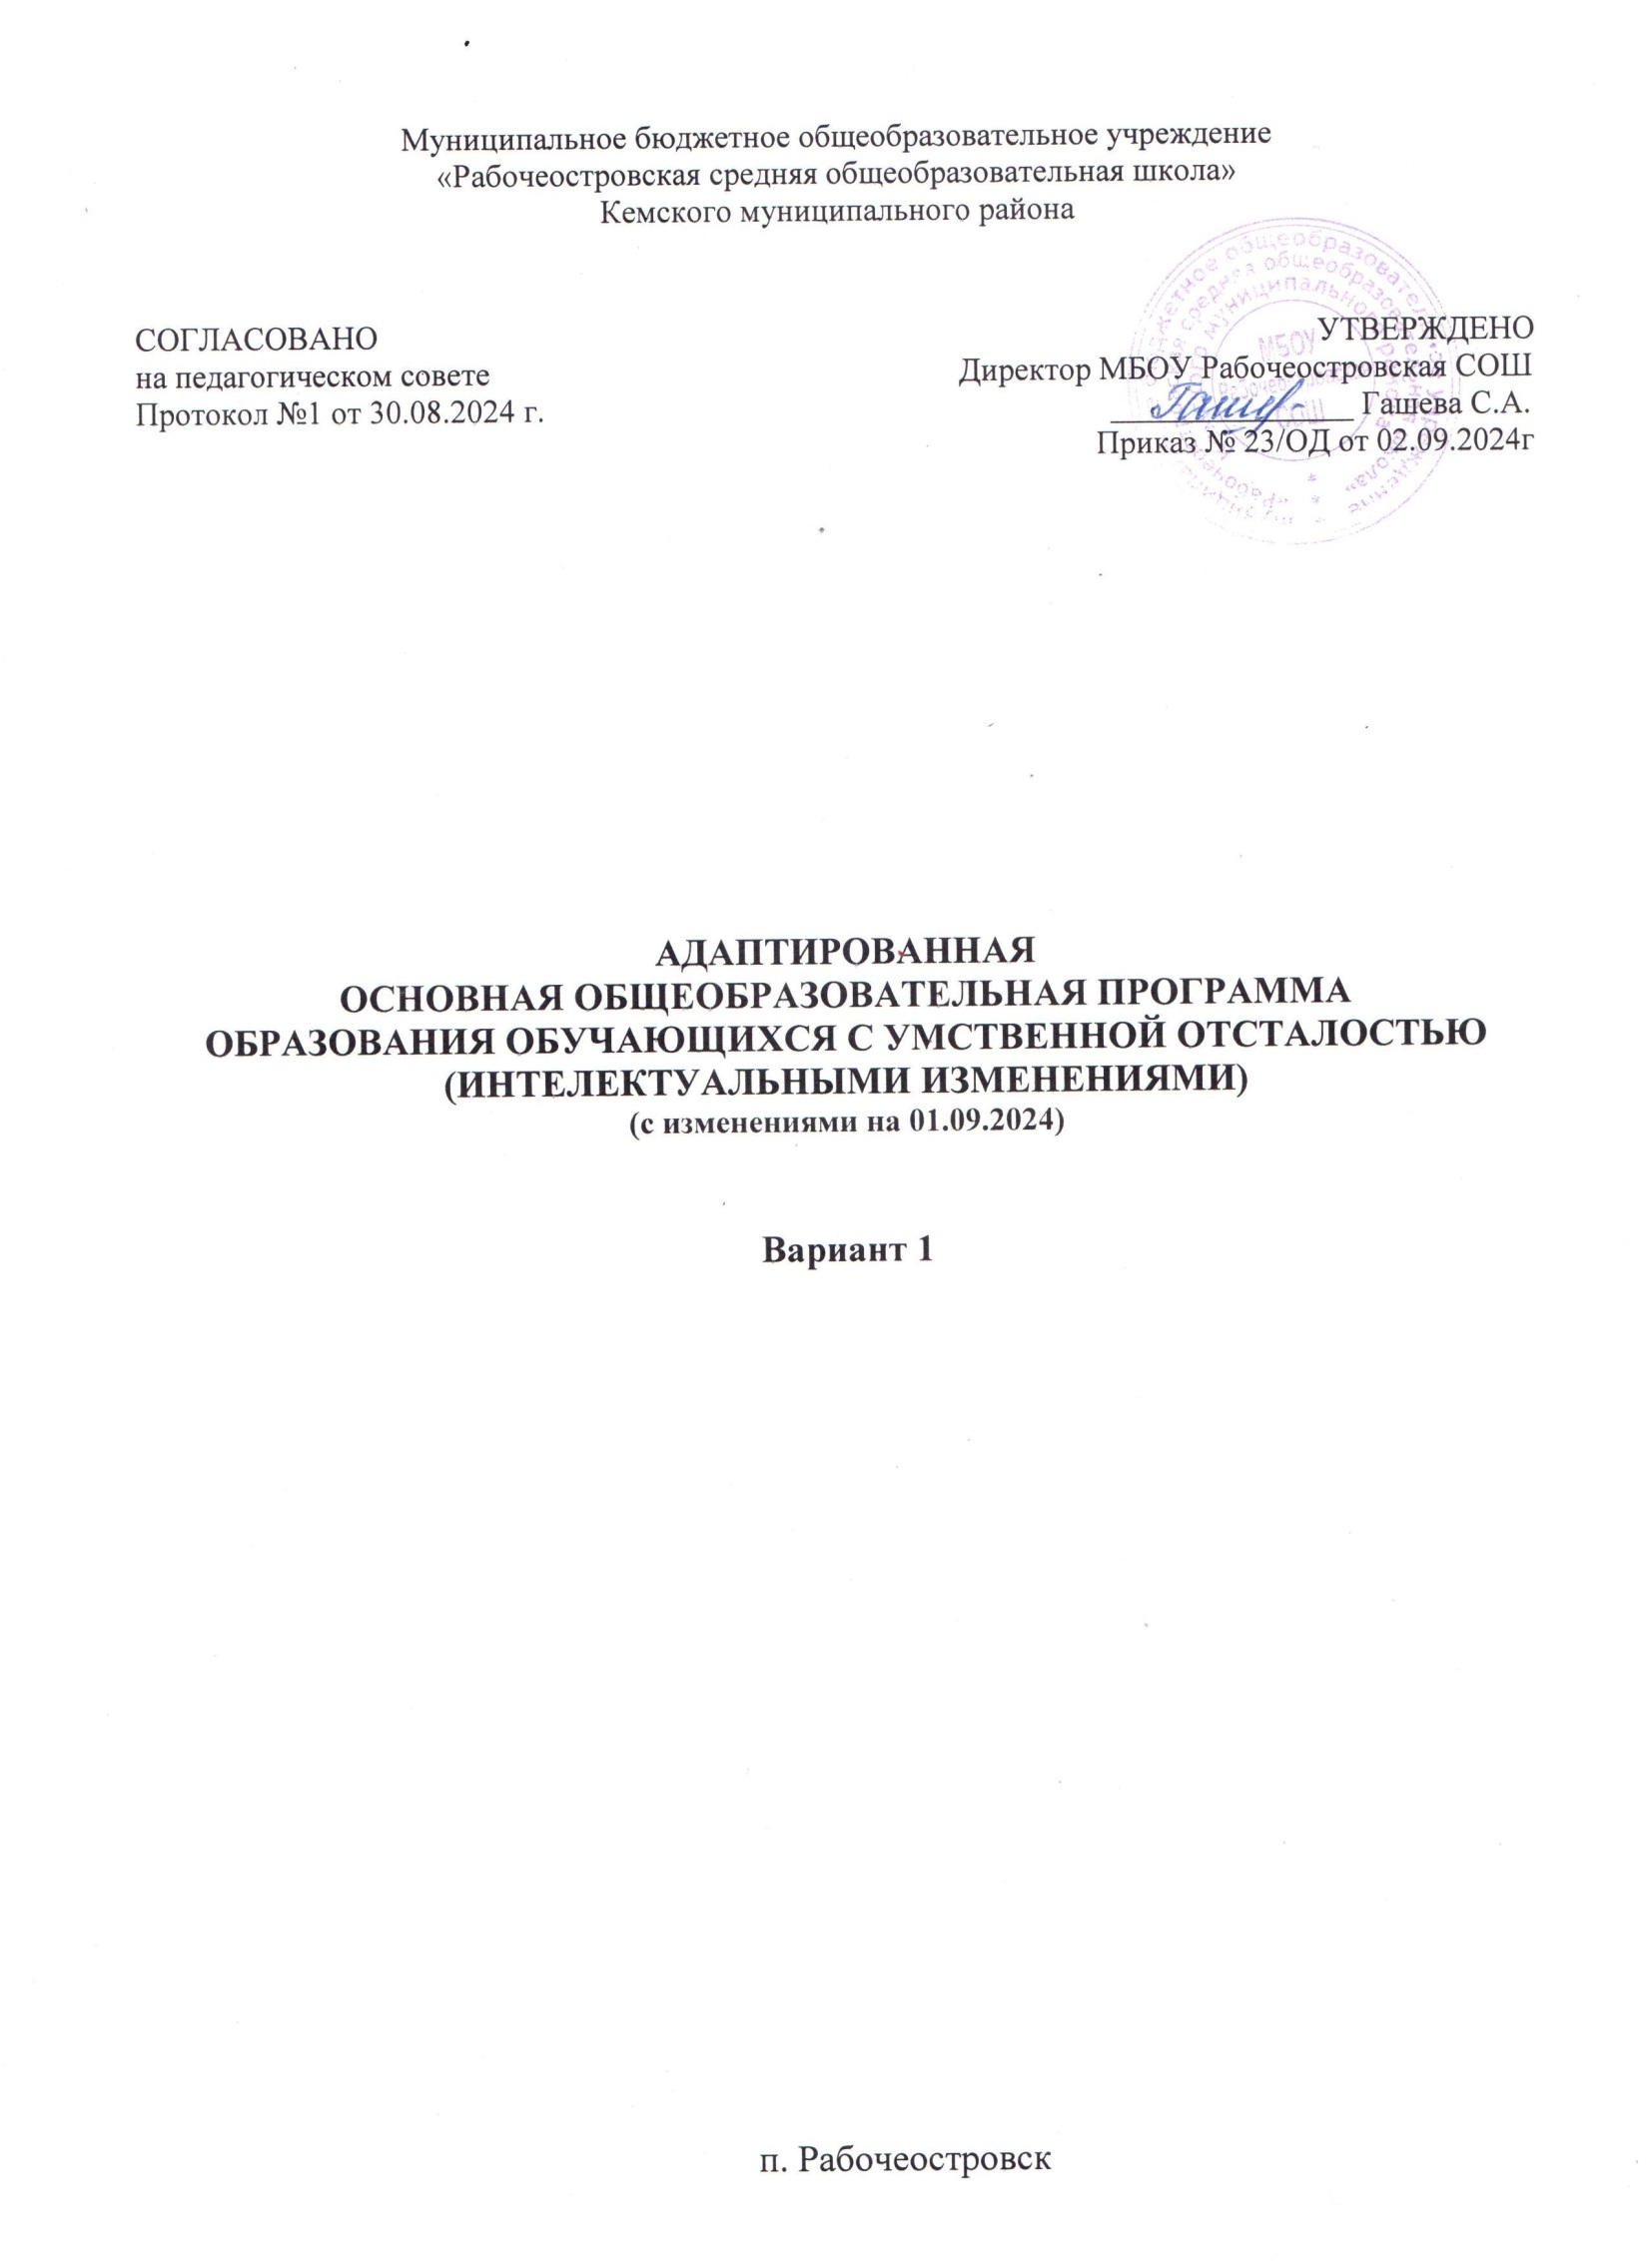 Муниципальное бюджетное общеобразовательное учреждение
«Рабочеостровская средняя общеобразовательная школа»
Кемского муниципального района
СОГЛАСОВАНО
на педагогическом совете
Протокол №1 от 30.08.2024 г.
УТВЕРЖДЕНО
Директор МБОУ Рабочеостровская СОШ
Гашева С.А.
Приказ № 23/ОД от 02.09.2024г
МБОУ
СОШ
АДАПТИРОВАННАЯ
ОСНОВНАЯ ОБЩЕОБРАЗОВАТЕЛЬНАЯ ПРОГРАММА
ОБРАЗОВАНИЯ ОБУЧАЮЩИХСЯ С УМСТВЕННОЙ ОТСТАЛОСТЬЮ
(ИНТЕЛЕКТУАЛЬНЫМИ ИЗМЕНЕНИЯМИ)
(с изменениями на 01.09.2024)
Вариант 1
п. Рабочеостровск